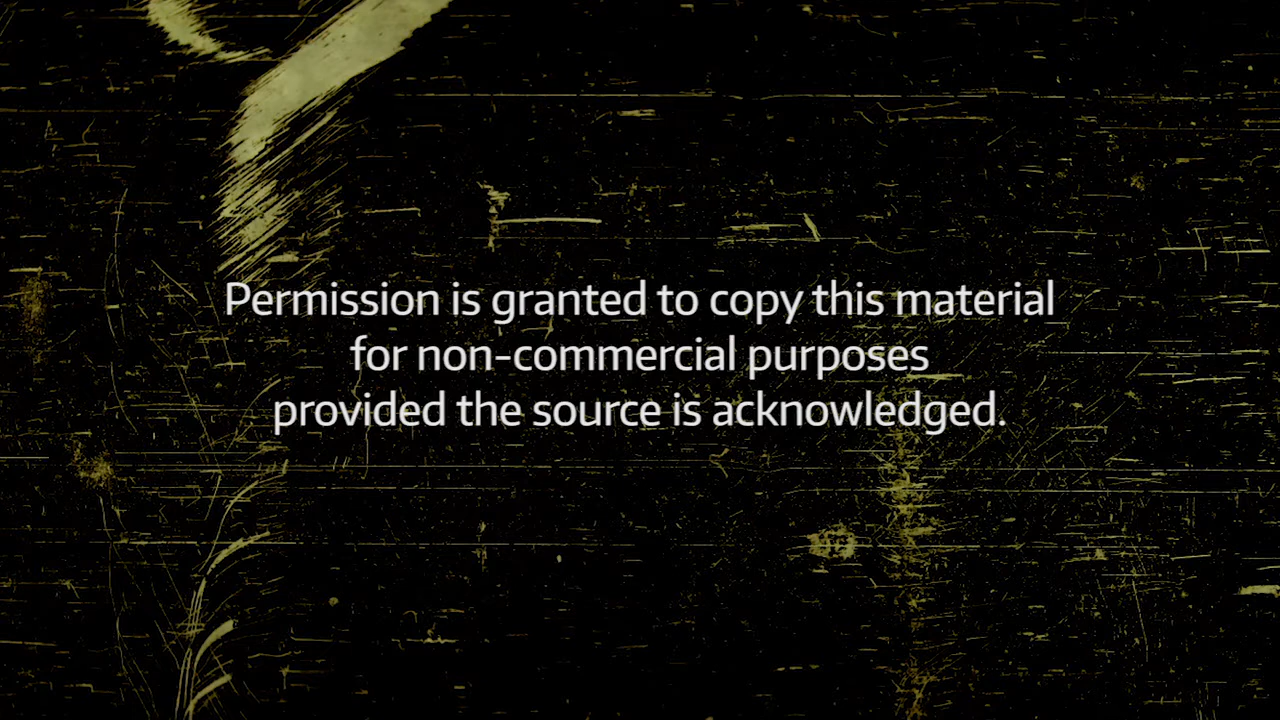 Permission is granted to copy this material
for non-commercial purposes
provided the source is acknowledged.